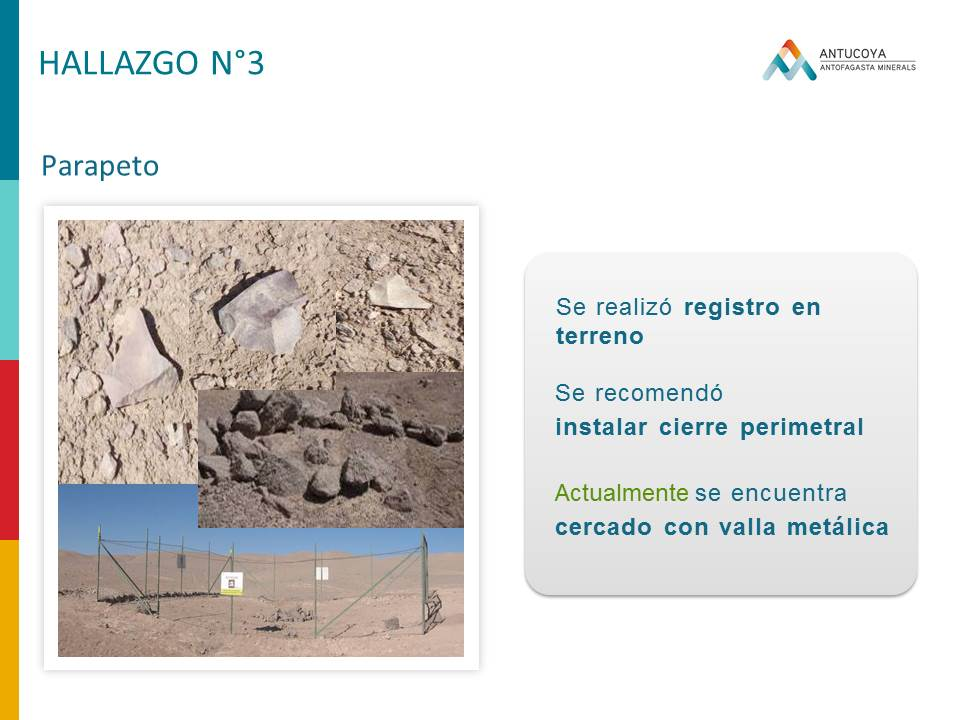 HALLAZGO N°3
ANTUCOYA
ANTOFAGASTA MINERALS
Parapeto
Se realizó registro en
terreno
Se recomendó
instalar cierre perimetral
Actualmente se encuentra
cercado con valla metálica